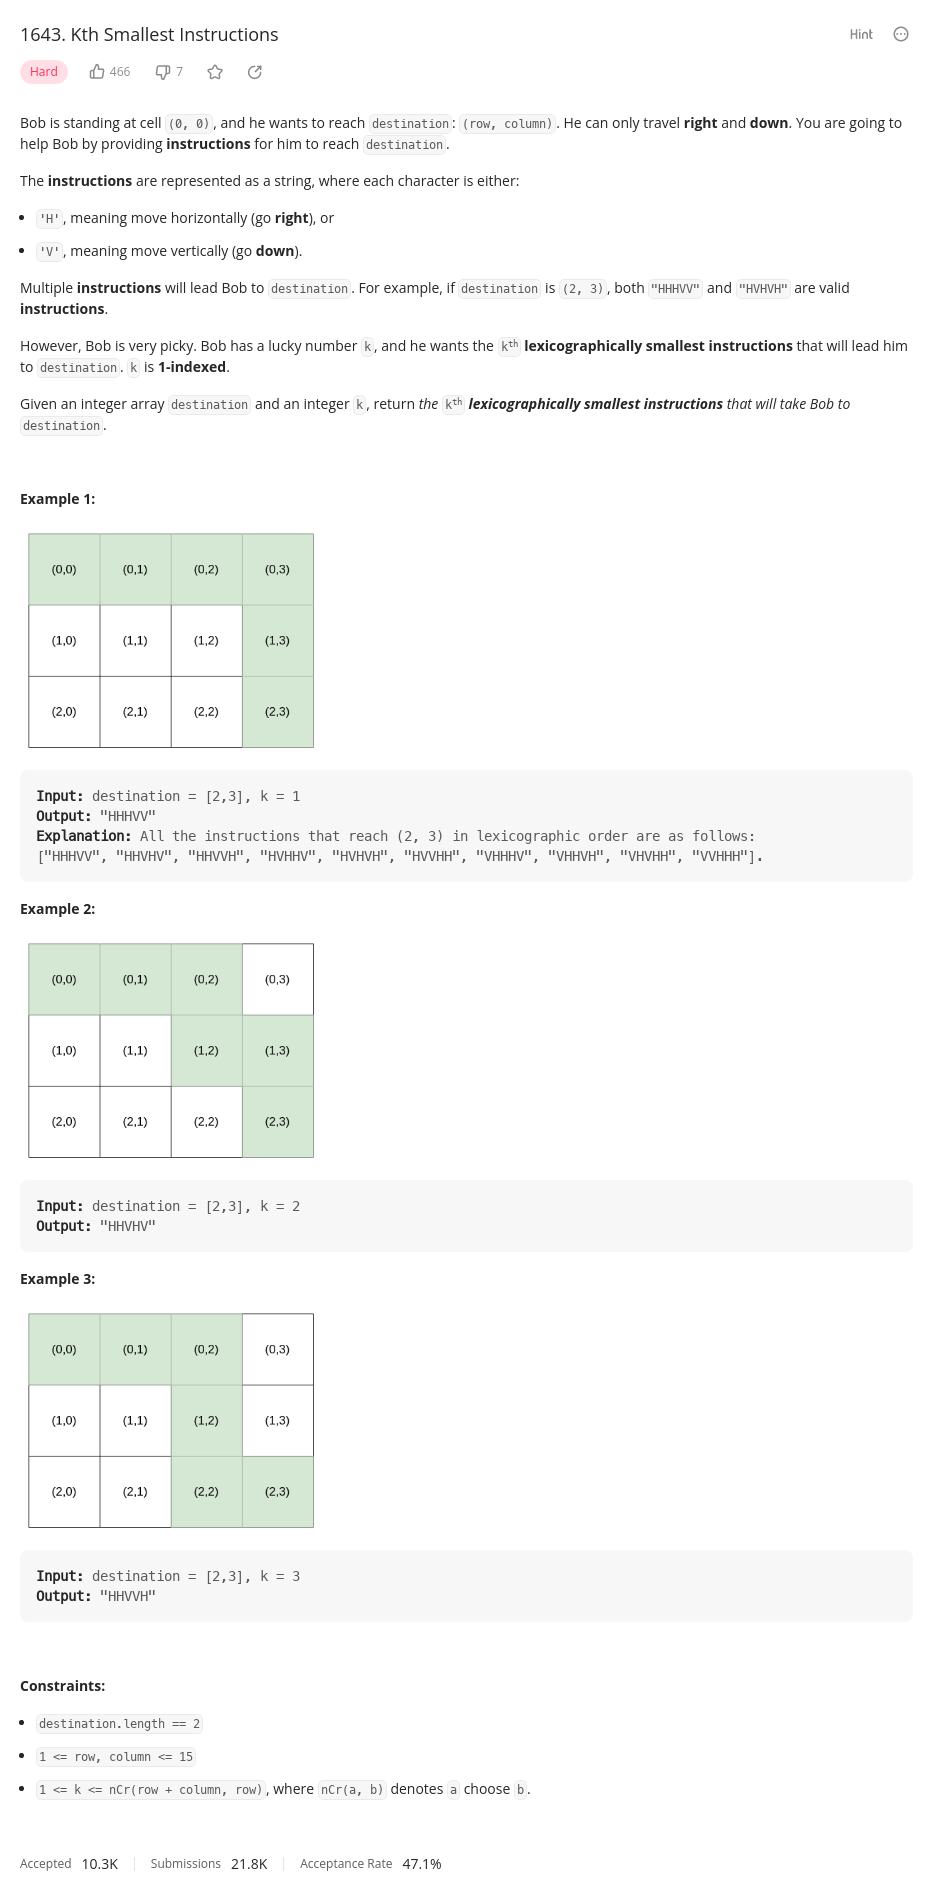 1643. Kth Smallest Instructions
Hint
Hard 466 7
Bob is standing at cell (0, 0), and he wants to reach destination: (row, column). He can only travel right and down. You are going to
help Bob by providing instructions for him to reach destination.
The instructions are represented as a string, where each character is either:
• 'H', meaning move horizontally (go right), or
• 'V', meaning move vertically (go down).
Multiple instructions will lead Bob to destination. For example, if destination is (2, 3), both "HHHVV" and "HVHVH" are valid
instructions.
However, Bob is very picky. Bob has a lucky number k, and he wants the kth lexicographically smallest instructions that will lead him
to destination. k is 1-indexed.
Given an integer array destination and an integer k, return the kth lexicographically smallest instructions that will take Bob to
destination.
Example 1:
(0,0) (0,1) (0,2) (0,3)
(1,0) (1,1) (1,2) (1,3)
(2,0) (2,1) (2,2) (2,3)
Input: destination = [2,3], k = 1
Output: "HHHVV"
Explanation: All the instructions that reach (2, 3) in lexicographic order are as follows:
["HHHVV", "HHVHV", "HHVVH", "HVHHV", "HVHVH", "HVVHH", "VHHHV", "VHHVH", "VHVHH", "VVHHH"].
Example 2:
(0,0) (0,1) (0,2) (0,3)
(1,0) (1,1) (1,2) (1,3)
(2,0) (2,1) (2,2) (2,3)
Input: destination = [2,3], k = 2
Output: "HHVHV"
Example 3:
(0,0) (0,1) (0,2) (0,3)
(1,0) (1,1) (1,2) (1,3)
(2,0) (2,1) (2,2) (2,3)
Input: destination = [2,3], k = 3
Output: "HHVVH"
Constraints:
• destination.length == 2
• 1 <= row, column <= 15
• 1 <= k <= nCr(row + column, row), where nCr(a, b) denotes a choose b.
Accepted 10.3K Submissions 21.8K Acceptance Rate 47.1%